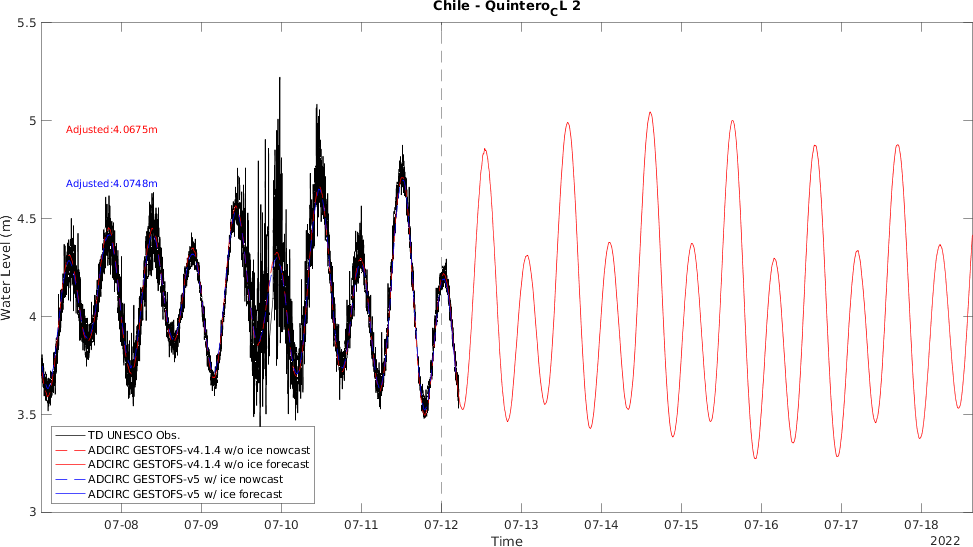 Chile - QuinteroCL 2
5.5
5
4.5
4
3.5
3
Water Level (m)
Adjusted:4.0675m
Adjusted:4.0748m
TD UNESCO Obs.
ADCIRC GESTOFS-v4.1.4 w/o ice nowcast
ADCIRC GESTOFS-v4.1.4 w/o ice forecast
ADCIRC GESTOFS-v5 w/ ice nowcast
ADCIRC GESTOFS-v5 w/ ice forecast
07-08 07-09 07-10 07-11 07-12 07-13 07-14 07-15 07-16 07-17 07-18
Time
2022